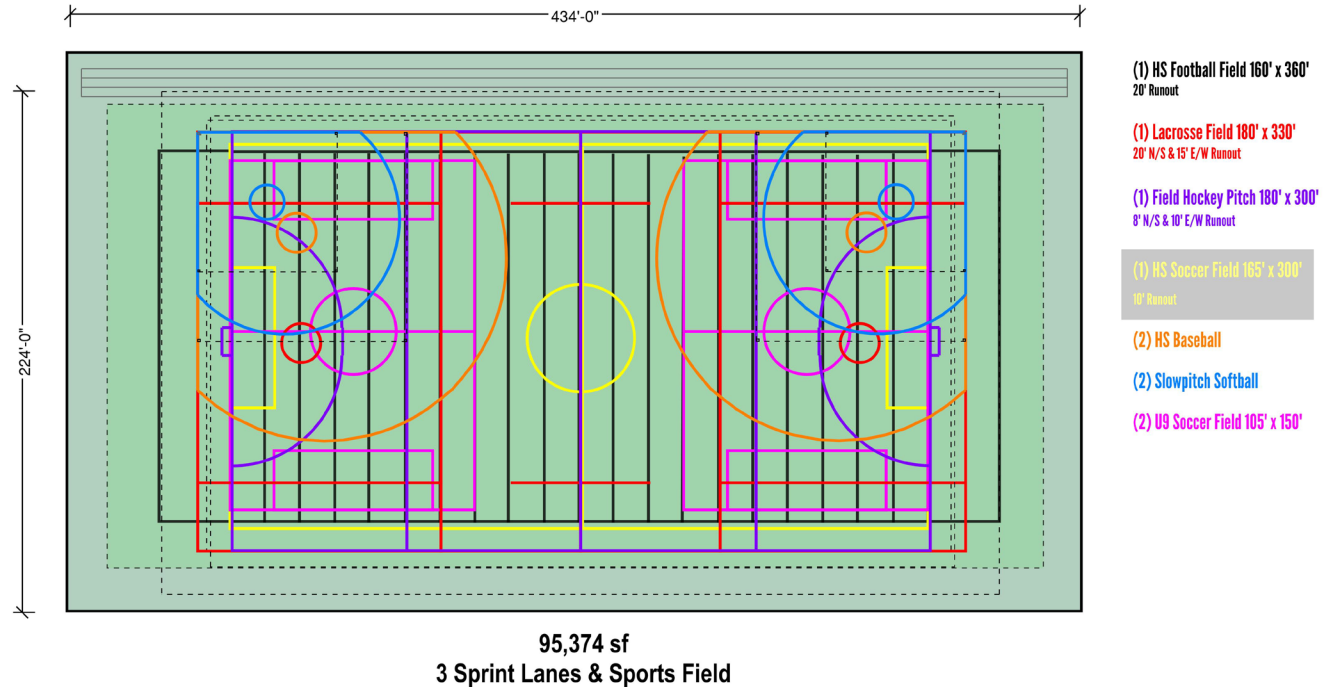 434'-0"
224'-0"
(1) HS Football Field 160' x 360'
20' Runout
(1) Lacrosse Field 180' x 330'
20' N/S & 15' E/W Runout
(1) Field Hockey Pitch 180' x 300'
8' N/S & 10' E/W Runout
(1) HS Soccer Field 165' x 300'
10' Runout
(2) HS Baseball
(2) Slowpitch Softball
(2) U9 Soccer Field 105' x 150'
95,374 sf
3 Sprint Lanes & Sports Field